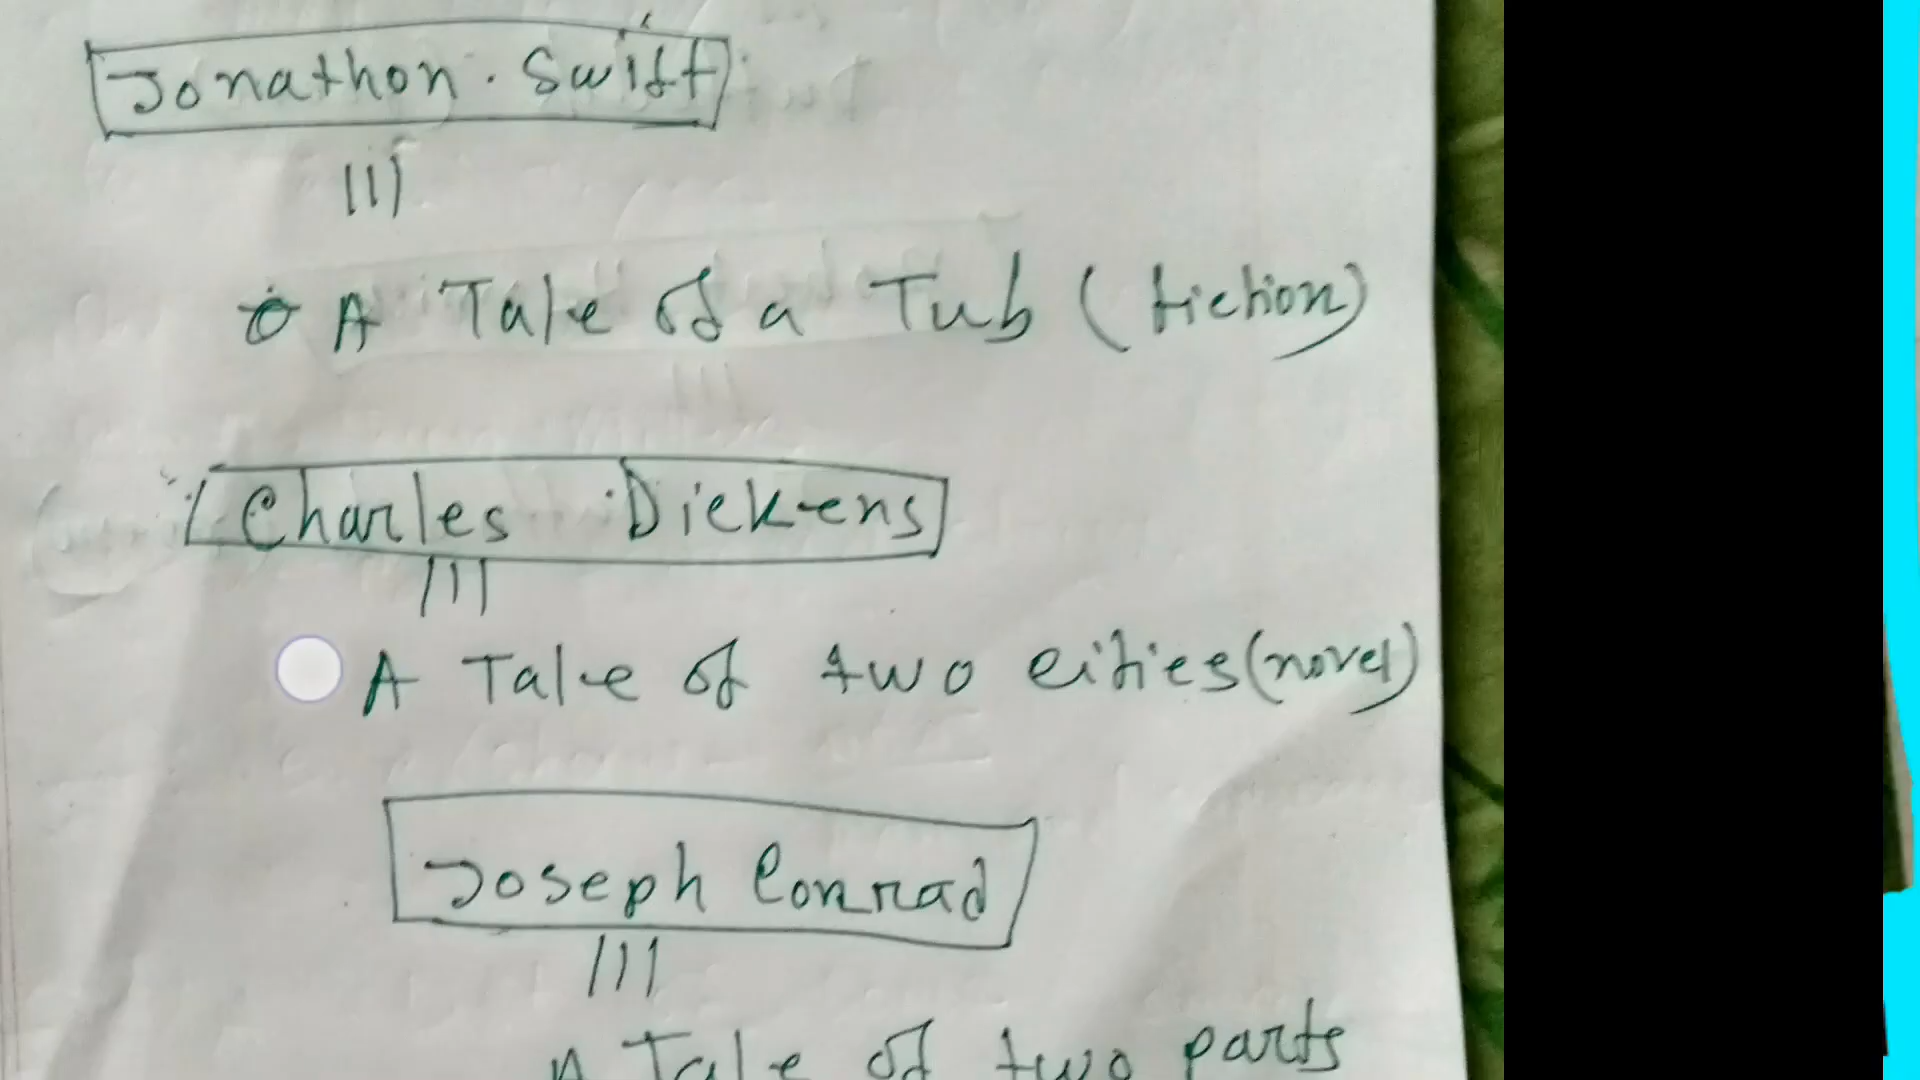 Jonathon. Swift
A Tale of a Tub (fiction)
Charles Dickens
A Tale of two cities (novel)
Joseph Conrad
A Tale of two parts